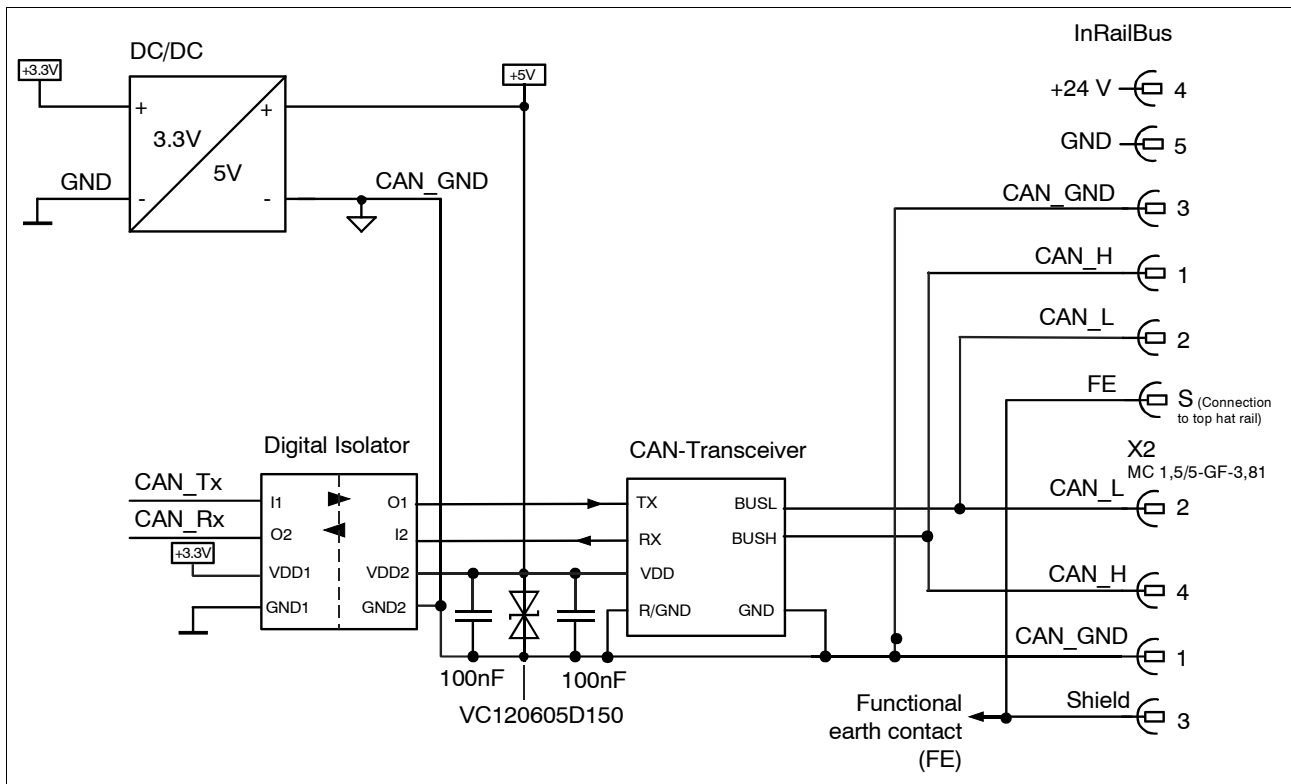 DC/DC
+3.3V
+
3.3V
GND
-
+5V
+
5V
-
CAN_GND
InRailBus
+24 V
4
GND
5
CAN_GND
3
CAN_H
1
CAN_L
2
FE
S (Connection
to top hat rail)
X2
MC 1,5/5-GF-3,81
CAN_L
2
CAN_H
4
CAN_GND
1
Shield
3
Digital Isolator
CAN_Tx
I1
O1
CAN_Rx
O2
I2
+3.3V
VDD1
VDD2
GND1
GND2
CAN-Transceiver
TX
BUSL
RX
BUSH
VDD
R/GND
GND
100nF
100nF
VC120605D150
Functional
earth contact
(FE)